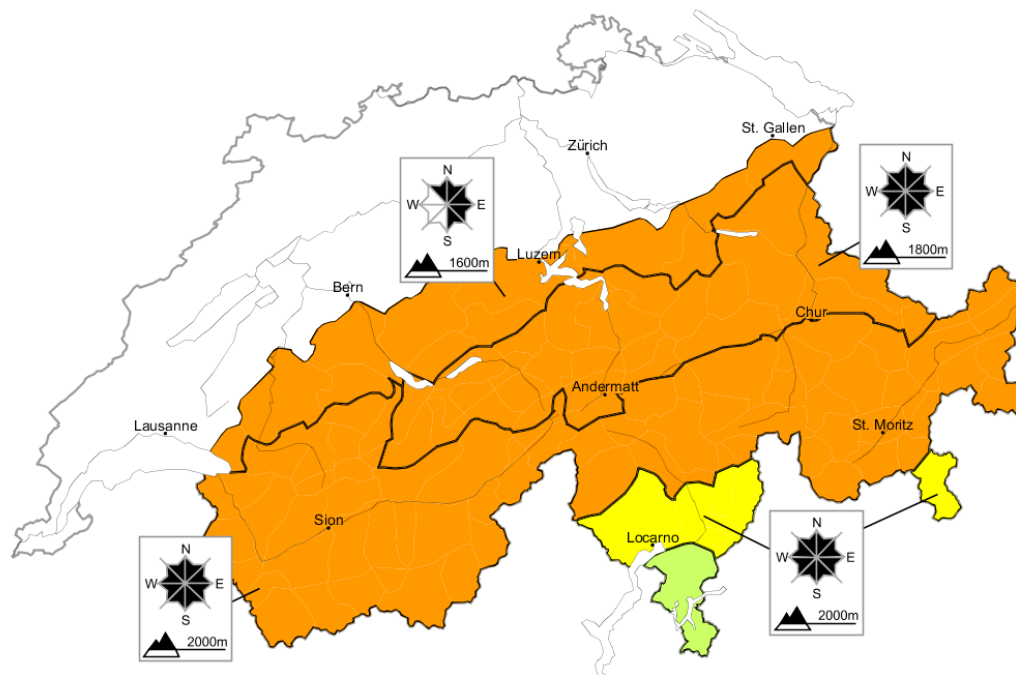 St. Gallen
Zürich
N
W E
S
1600m
N
W E
S
1800m
Luzern
Bern
Chur
Andermatt
Lausanne
St. Moritz
Sion
Locarno
N
W E
S
2000m
N
W E
S
2000m